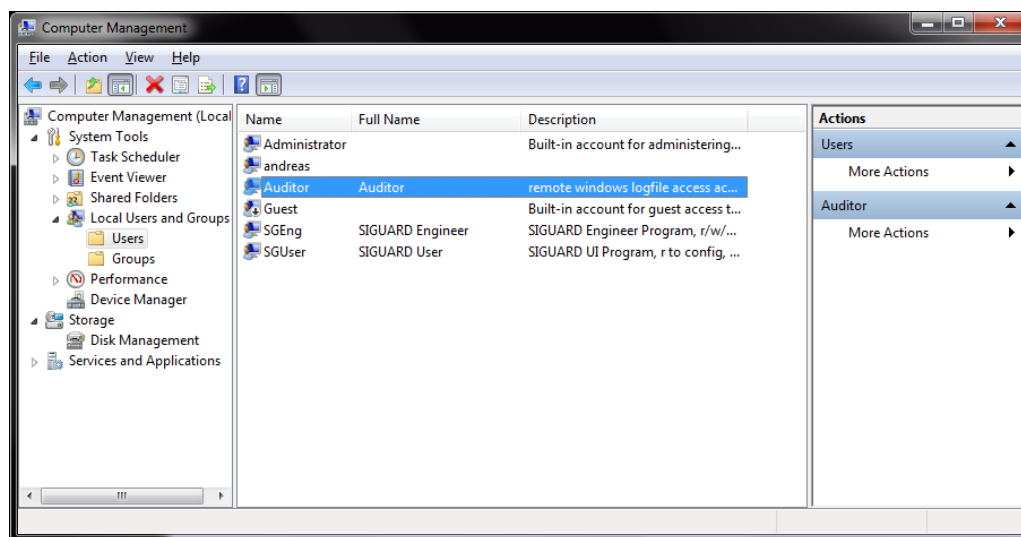 Computer Management
File Action View Help
Computer Management (Local
System Tools
Task Scheduler
Event Viewer
Shared Folders
Local Users and Groups
Users
Groups
Performance
Device Manager
Storage
Disk Management
Services and Applications
Name Full Name Description
Administrator Built-in account for administering...
andreas
Auditor Auditor remote windows logfile access ac...
Guest Built-in account for guest access t...
SGEng SIGUARD Engineer SIGUARD Engineer Program, r/w/...
SGUser SIGUARD User SIGUARD UI Program, r to config, ...
Actions
Users
More Actions
Auditor
More Actions